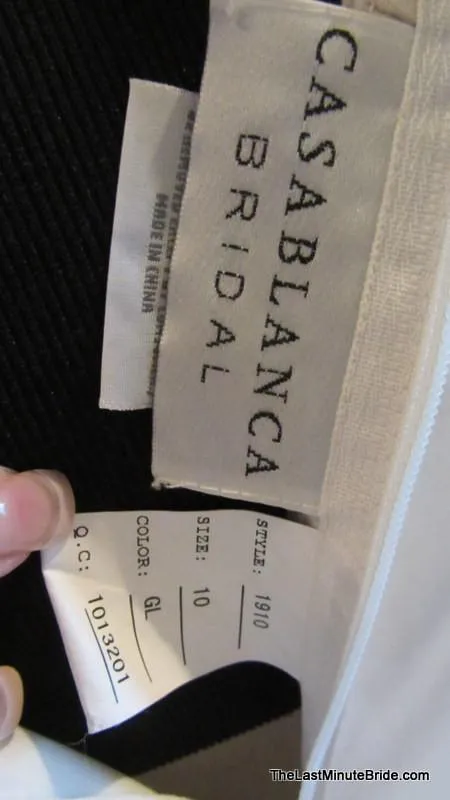 CASABLANCA
BRIDAL
MADE IN CHINA
STYLE: 1910
SIZE: 10
COLOR: GL
Q.C: 1013201
TheLastMinuteBride.com